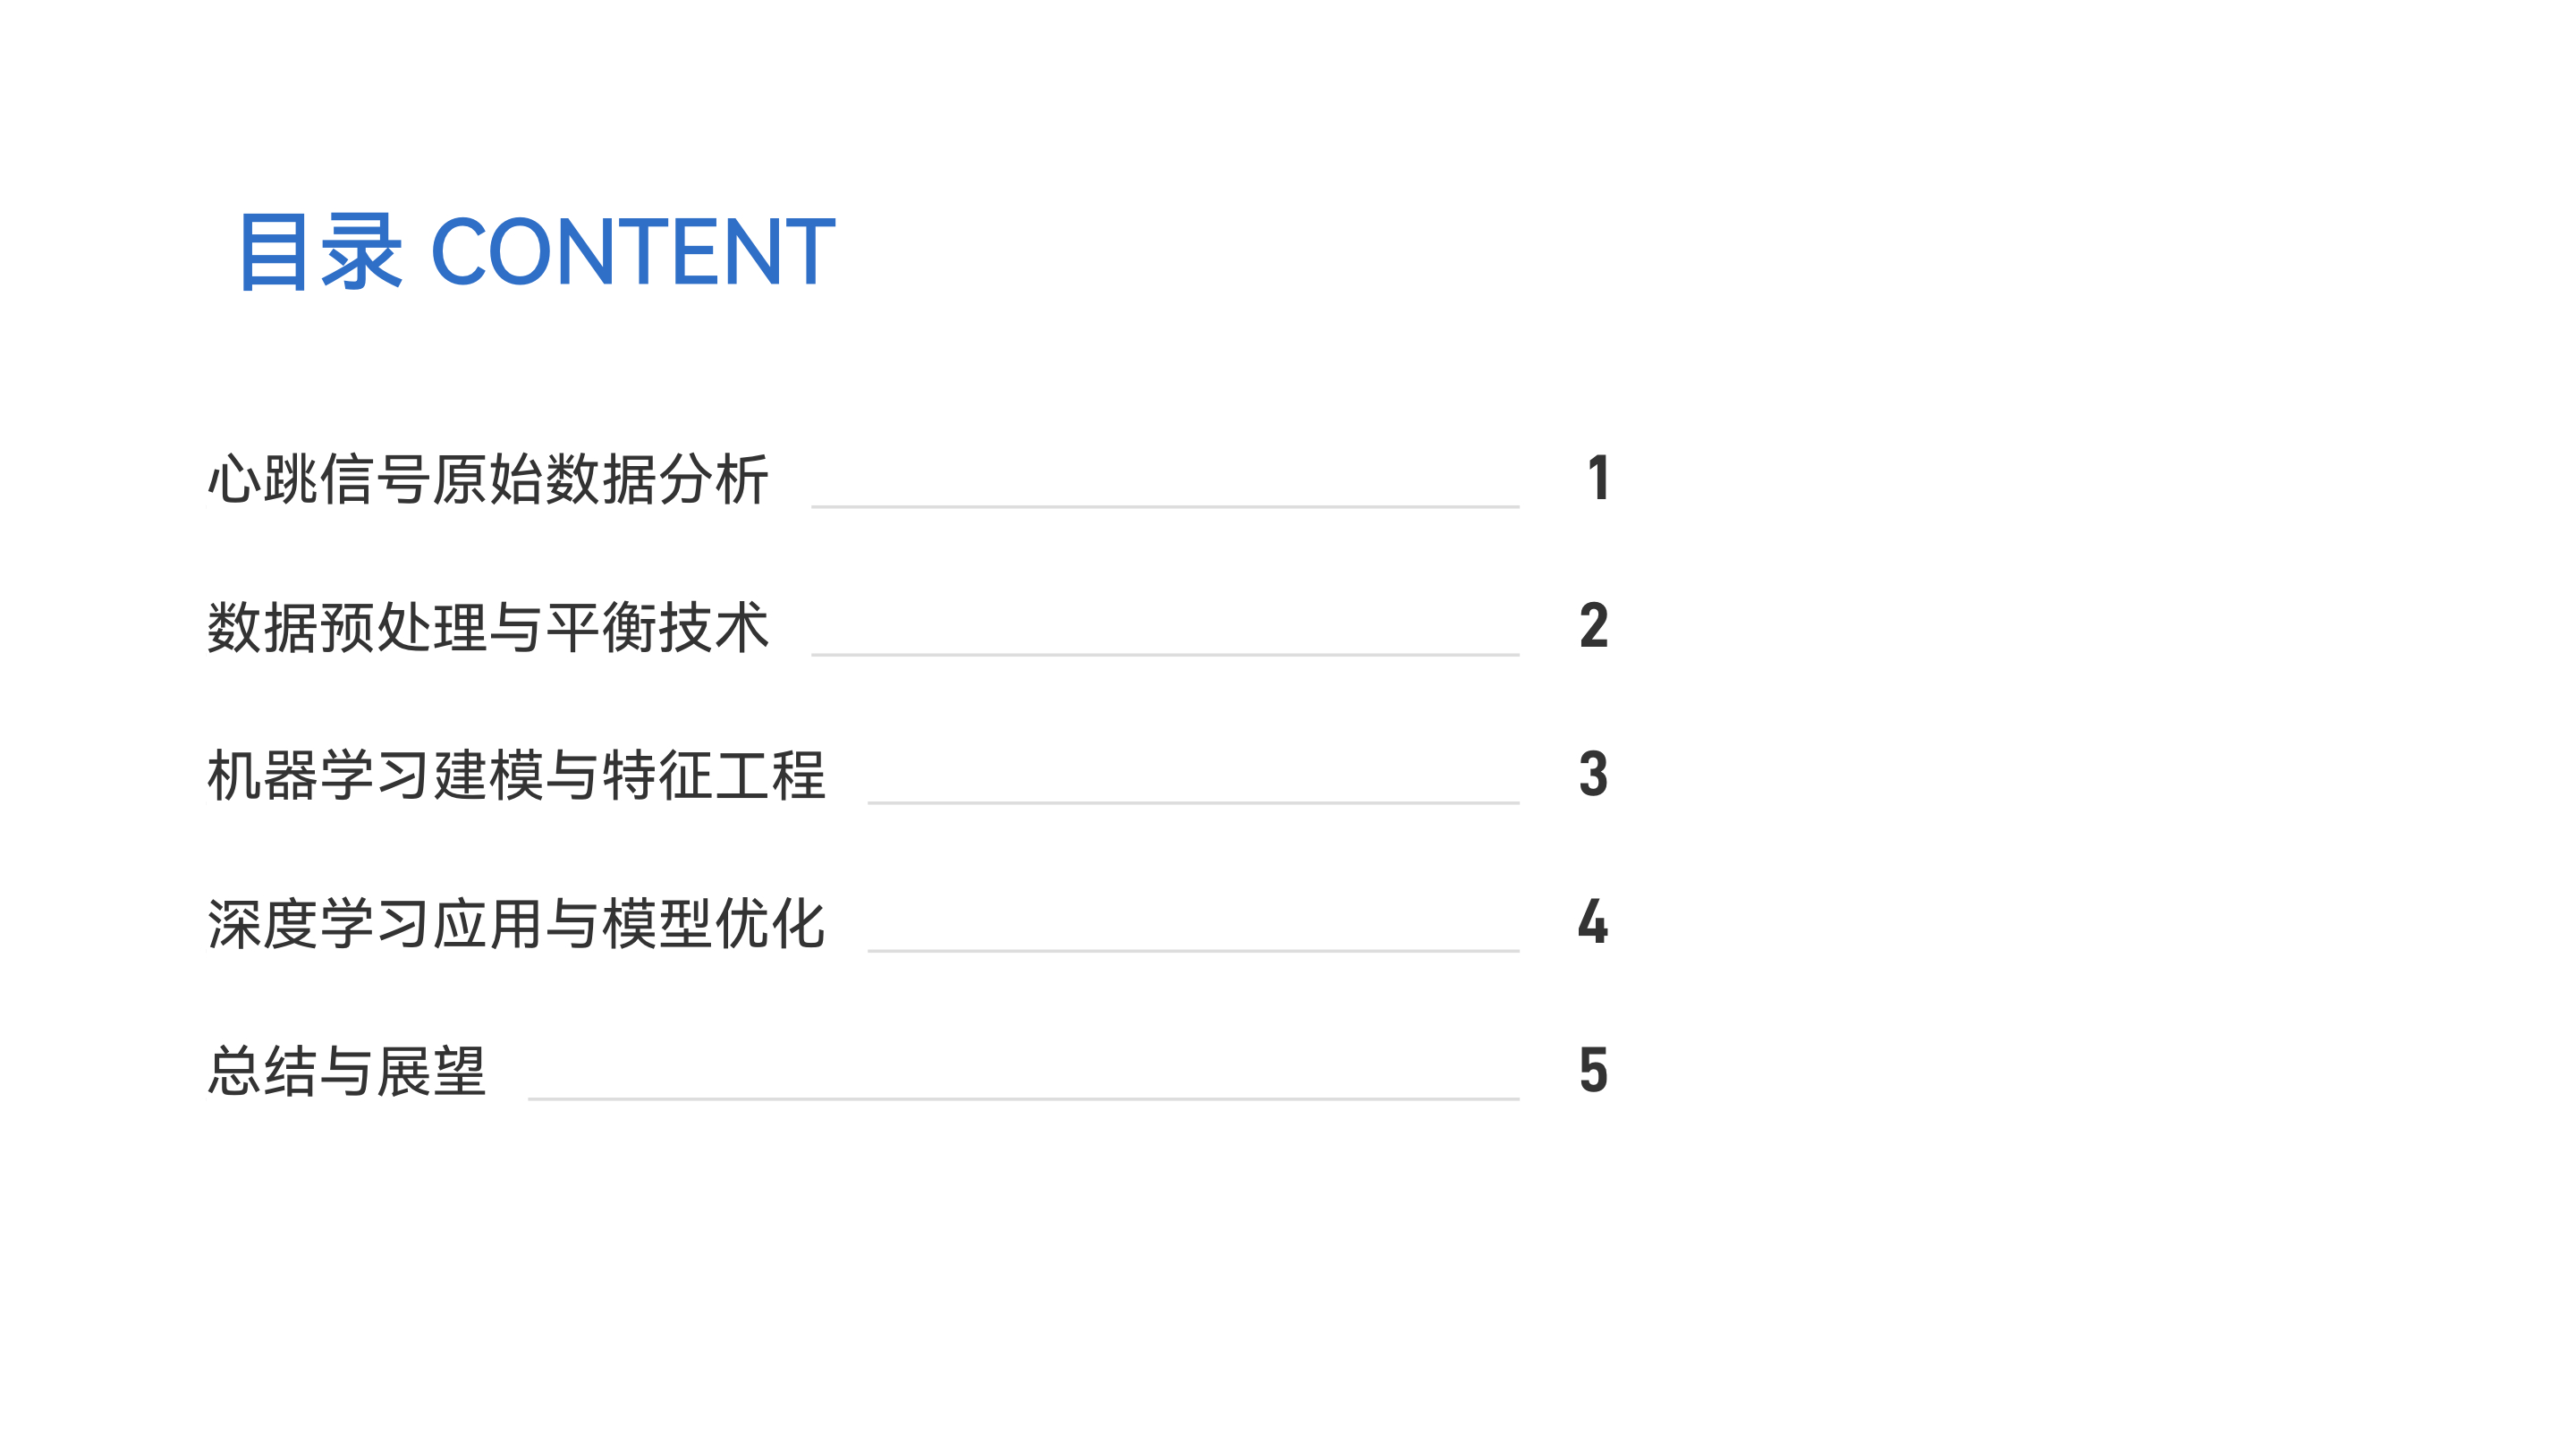 目录 CONTENT
心跳信号原始数据分析 1
数据预处理与平衡技术 2
机器学习建模与特征工程 3
深度学习应用与模型优化 4
总结与展望 5